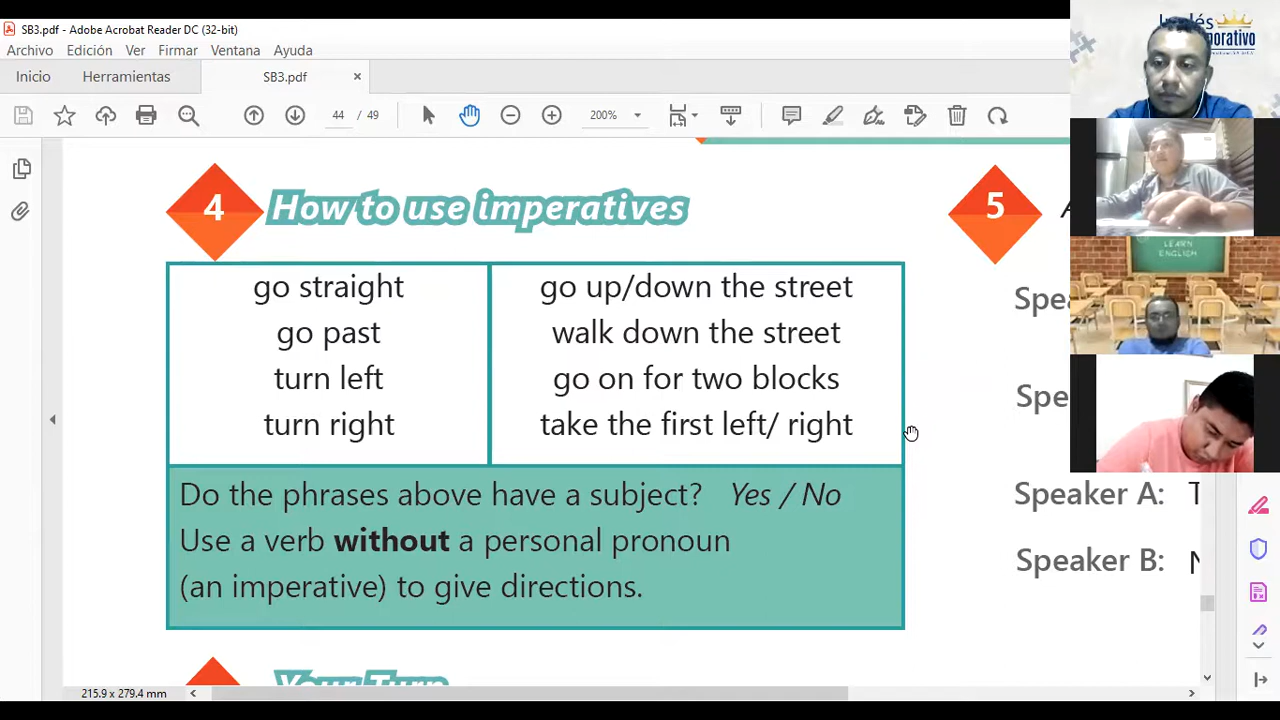 SB3.pdf - Adobe Acrobat Reader DC (32-bit)
Archivo Edición Ver Firmar Ventana Ayuda
Inicio Herramientas SB3.pdf ×
44 / 49 200%
4 How to use imperatives
go straight
go past
turn left
turn right
go up/down the street
walk down the street
go on for two blocks
take the first left/ right
Do the phrases above have a subject? Yes / No
Use a verb without a personal pronoun
(an imperative) to give directions.
Your Turn
5
Speaker A: T
Speaker B: N
215.9 x 279.4 mm
LEARN
ENGLISH